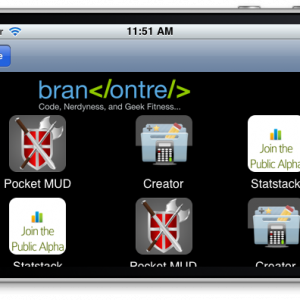 11:51 AM
bran</ontre/>
Code, Nerdyness, and Geek Fitness...
Join the
Public Alpha
Pocket MUD
Creator
Statstack
Join the
Public Alpha
Statstack
Pocket MUD
Creator